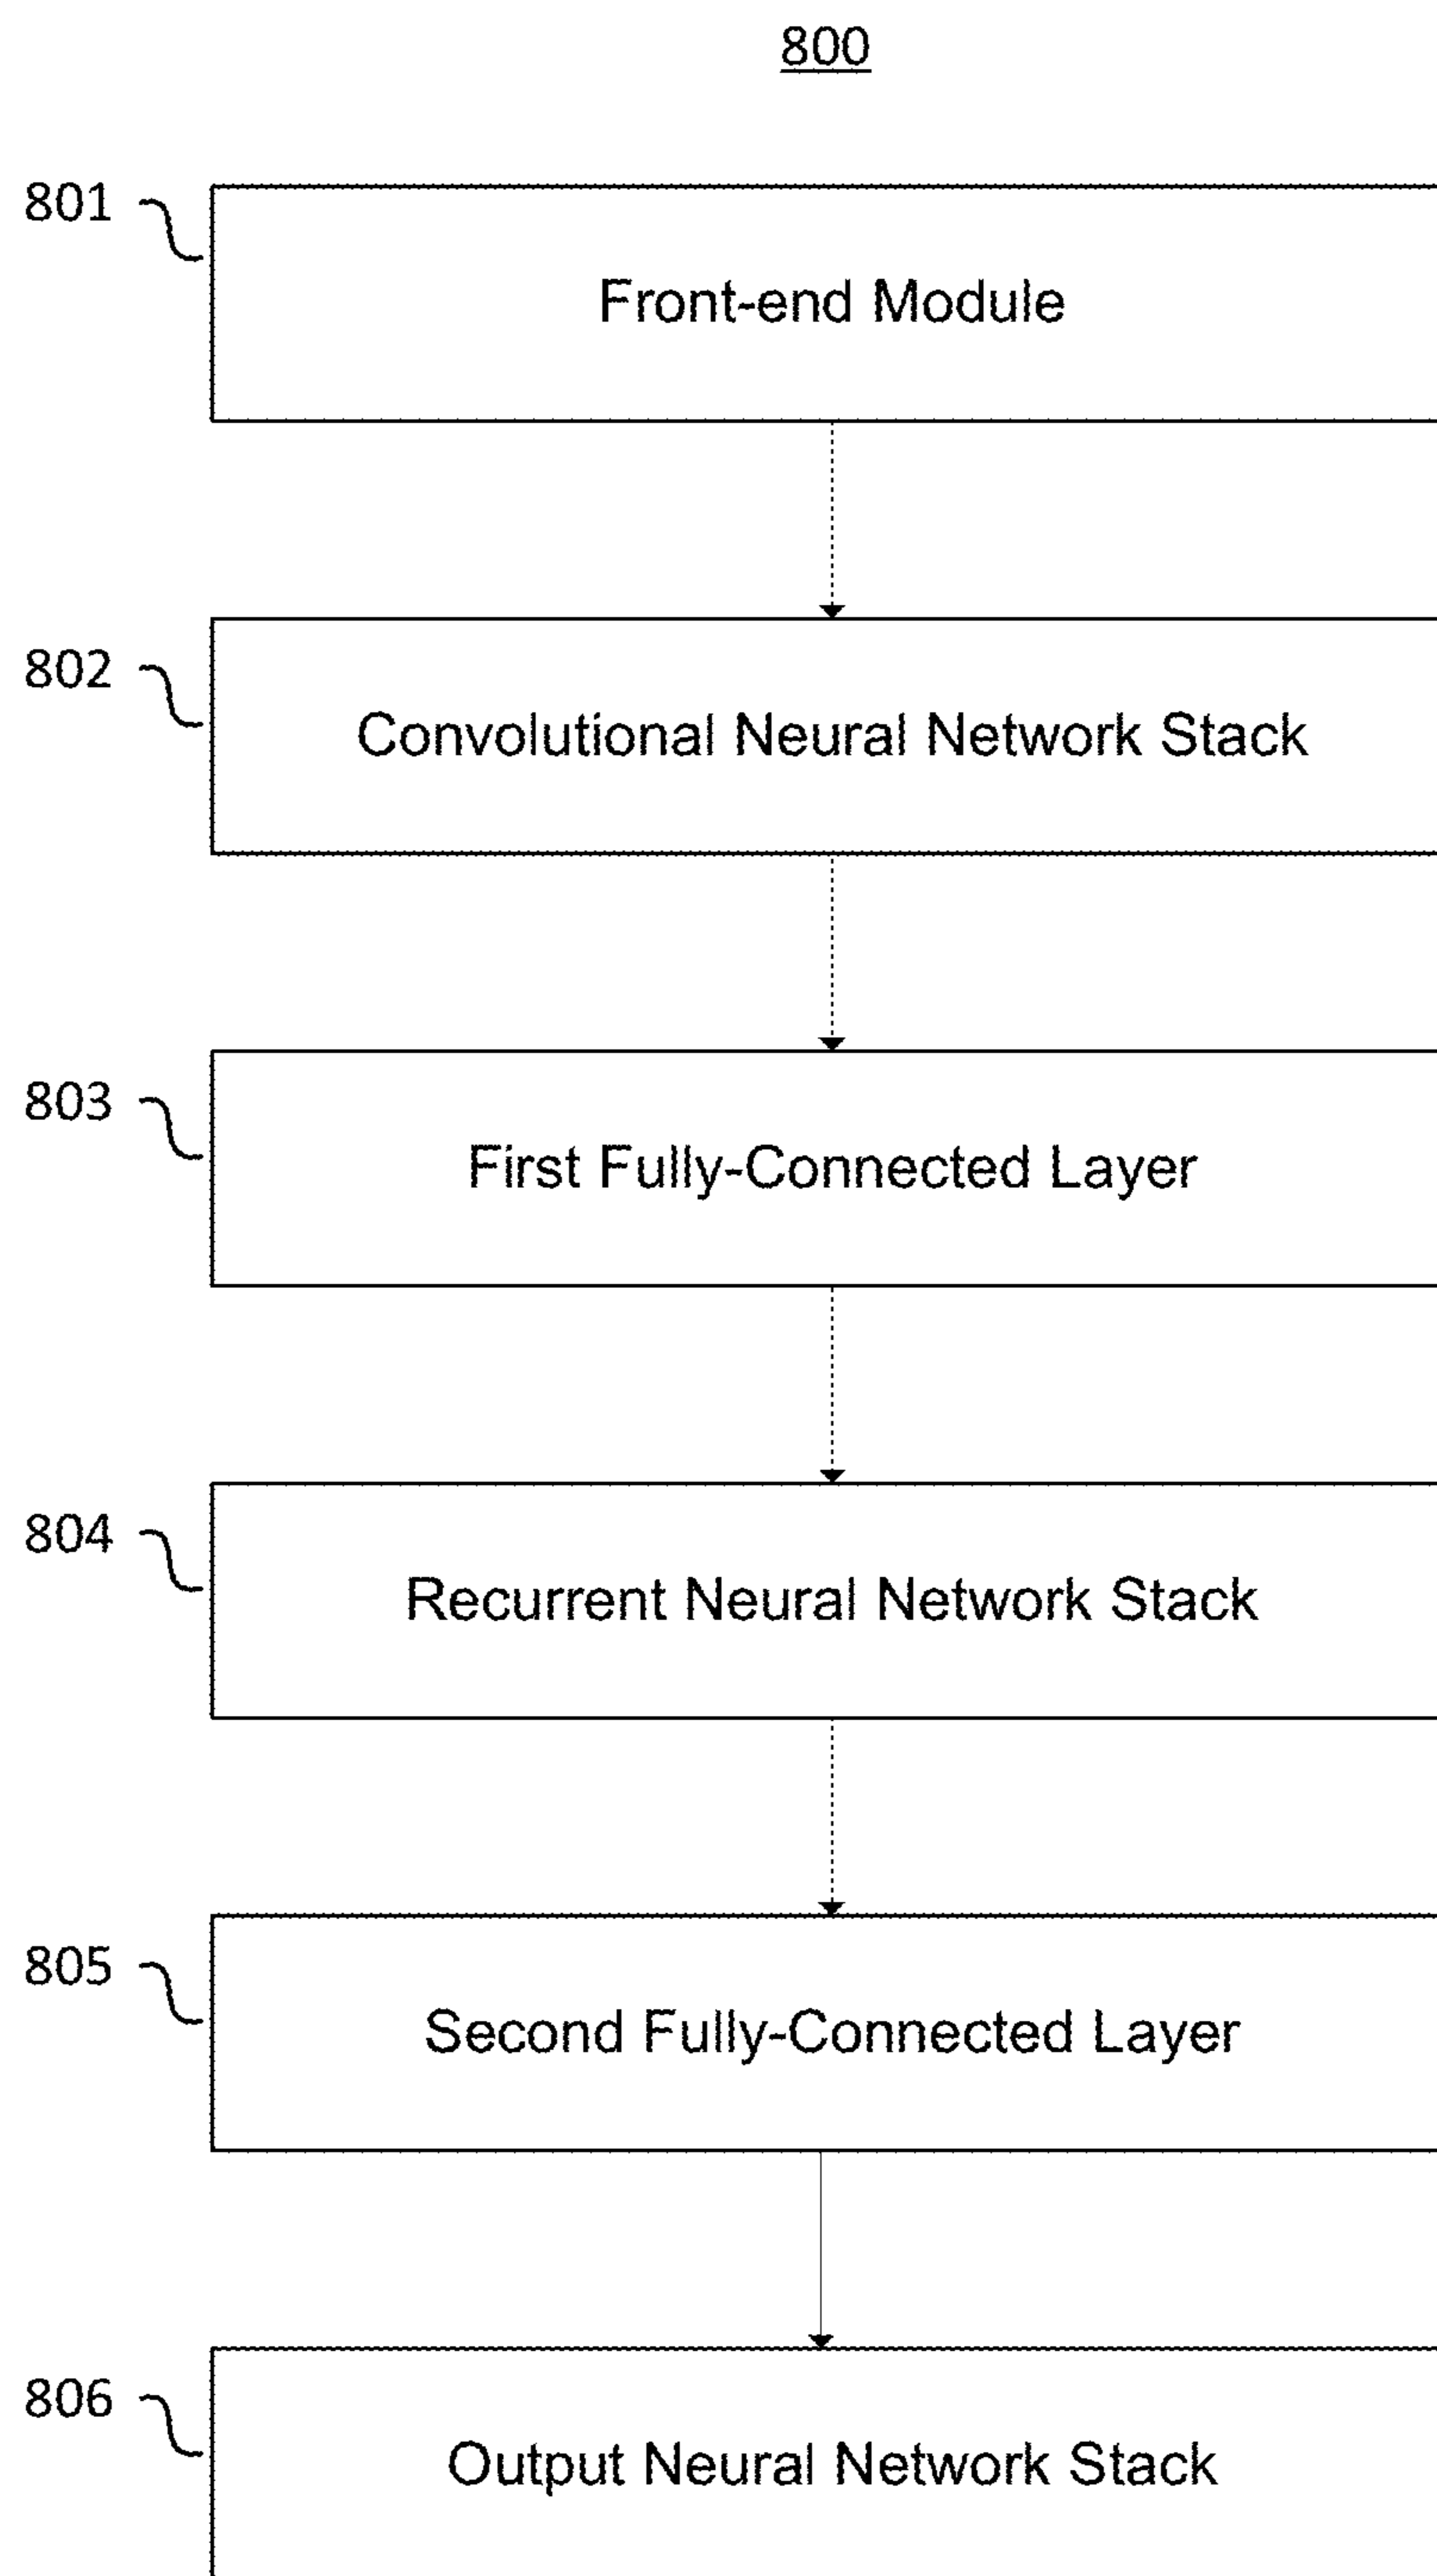 800
801
Front-end Module
802
Convolutional Neural Network Stack
803
First Fully-Connected Layer
804
Recurrent Neural Network Stack
805
Second Fully-Connected Layer
806
Output Neural Network Stack